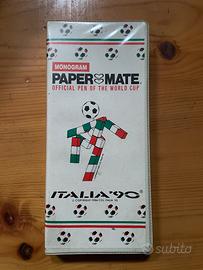 MONOGRAM
PAPER MATE
OFFICIAL PEN OF THE WORLD CUP
ITALIA '90
subito